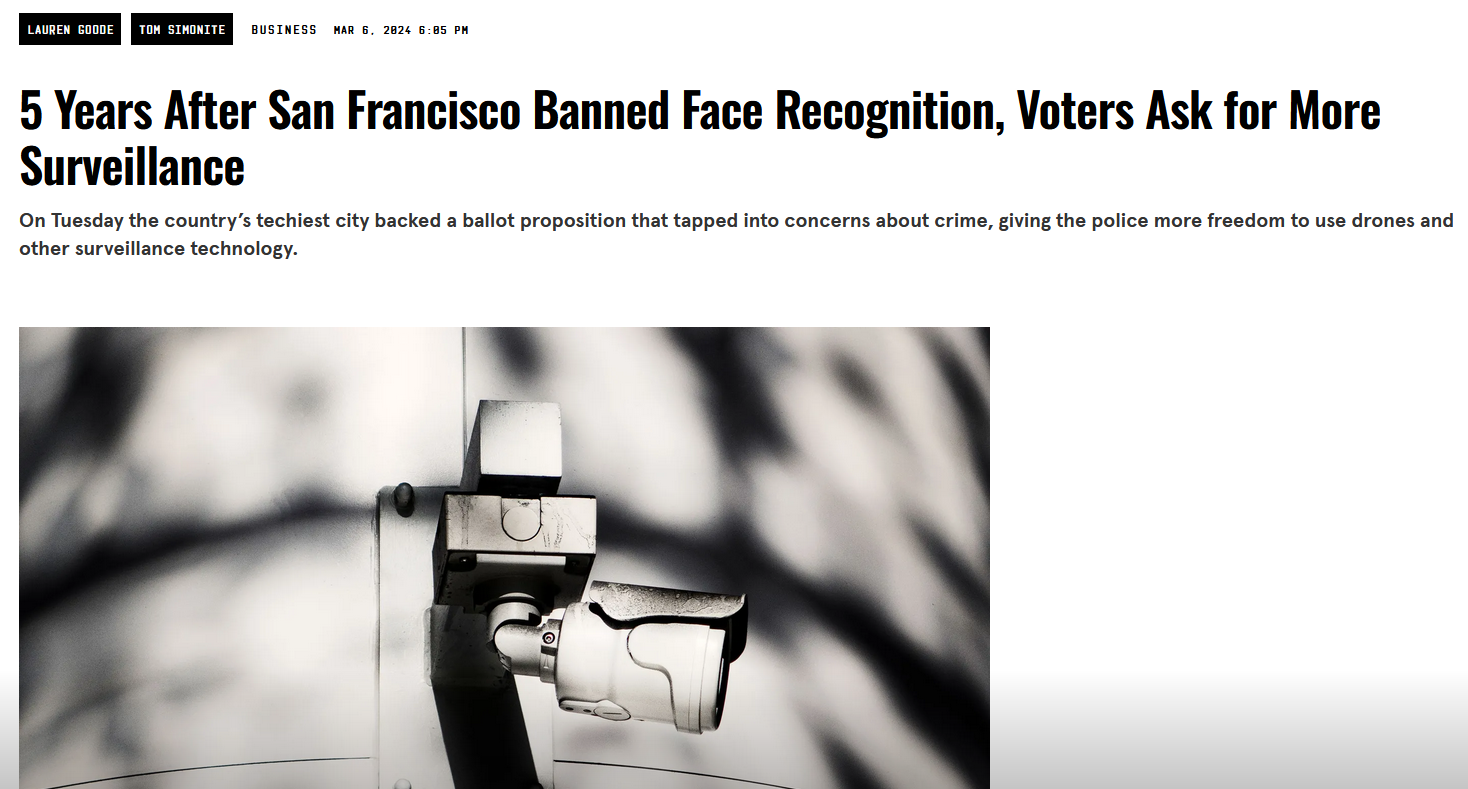 LAUREN GOODE TOM SIMONITE BUSINESS MAR 6, 2024 6:05 PM
5 Years After San Francisco Banned Face Recognition, Voters Ask for More
Surveillance
On Tuesday the country’s techiest city backed a ballot proposition that tapped into concerns about crime, giving the police more freedom to use drones and
other surveillance technology.